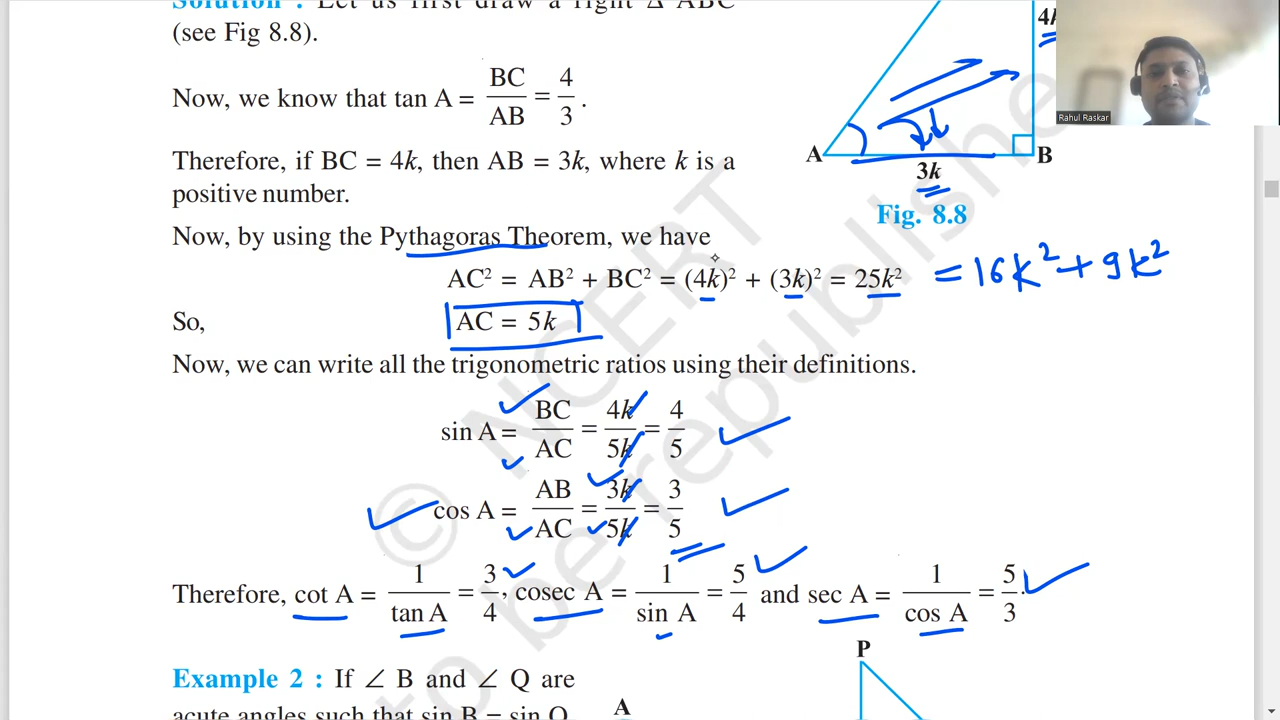 Solution : Let us first draw a right Δ ABC
(see Fig 8.8).
Now, we know that tan A = BC/AB = 4/3.
Therefore, if BC = 4k, then AB = 3k, where k is a
positive number.
4k
Rahul Raskar
A
B
3k
Fig. 8.8
Now, by using the Pythagoras Theorem, we have
AC² = AB² + BC² = (4k)² + (3k)² = 25k² = 16k² + 9k²
So, AC = 5k
Now, we can write all the trigonometric ratios using their definitions.
sin A = BC/AC = 4k/5k = 4/5
cos A = AB/AC = 3k/5k = 3/5
Therefore, cot A = 1/tan A = 3/4, cosec A = 1/sin A = 5/4 and sec A = 1/cos A = 5/3.
P
Example 2 : If ∠ B and ∠ Q are
A
acute angles such that sin B = sin Q,
© NCERT
to be republished